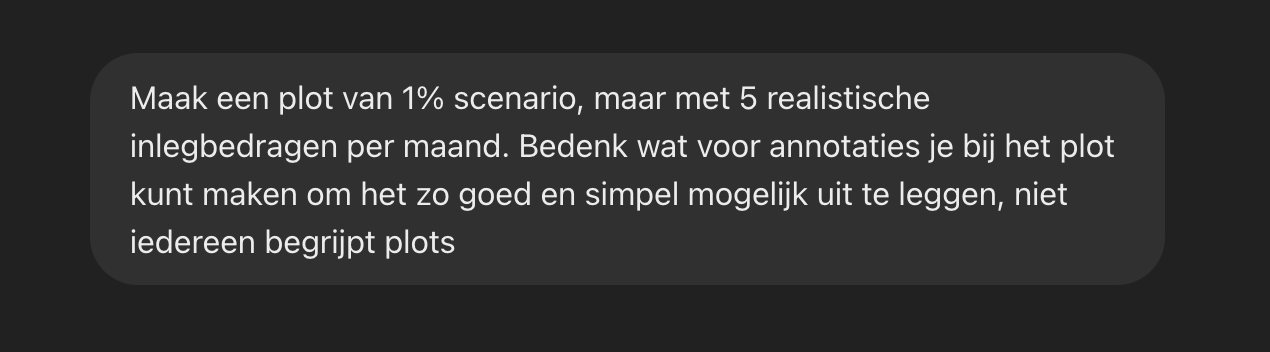 Maak een plot van 1% scenario, maar met 5 realistische
inlegbedragen per maand. Bedenk wat voor annotaties je bij het plot
kunt maken om het zo goed en simpel mogelijk uit te leggen, niet
iedereen begrijpt plots